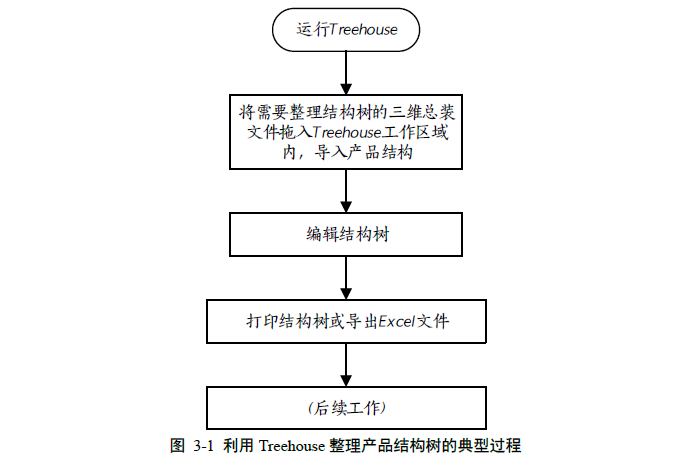 运行Treehouse
将需要整理结构树的三维总装
文件拖入Treehouse工作区域
内，导入产品结构
编辑结构树
打印结构树或导出Excel文件
(后续工作)
图 3-1 利用 Treehouse 整理产品结构树的典型过程